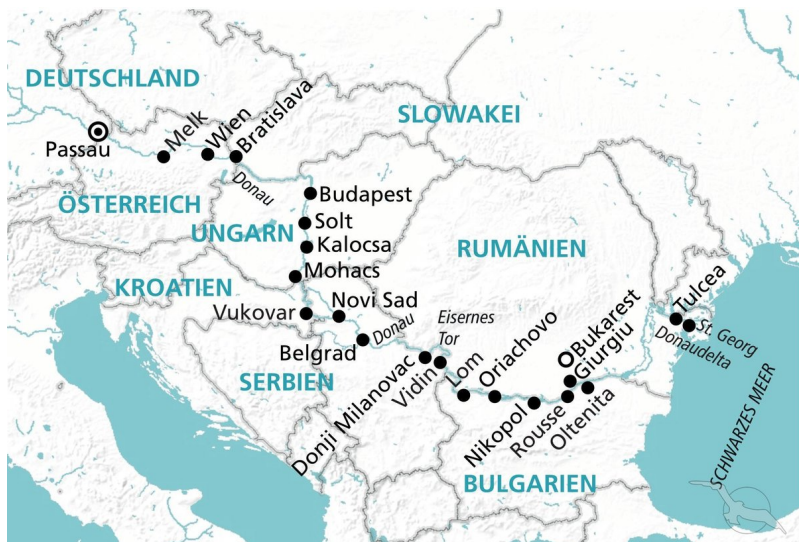 DEUTSCHLAND
Passau
Melk
Wien
Bratislava
SLOWAKEI
Donau
ÖSTERREICH
Budapest
Solt
UNGARN
Kalocsa
RUMÄNIEN
Mohacs
KROATIEN
Vukovar
Novi Sad
Donau
Belgrad
SERBIEN
Eisernes
Tor
Donji Milanovac
Vidin
Lom
Oriachovo
Nikopol
Bukarest
Giurgiu
Rousse
Oltenita
Tulcea
St. Georg
Donaudelta
SCHWARZES MEER
BULGARIEN